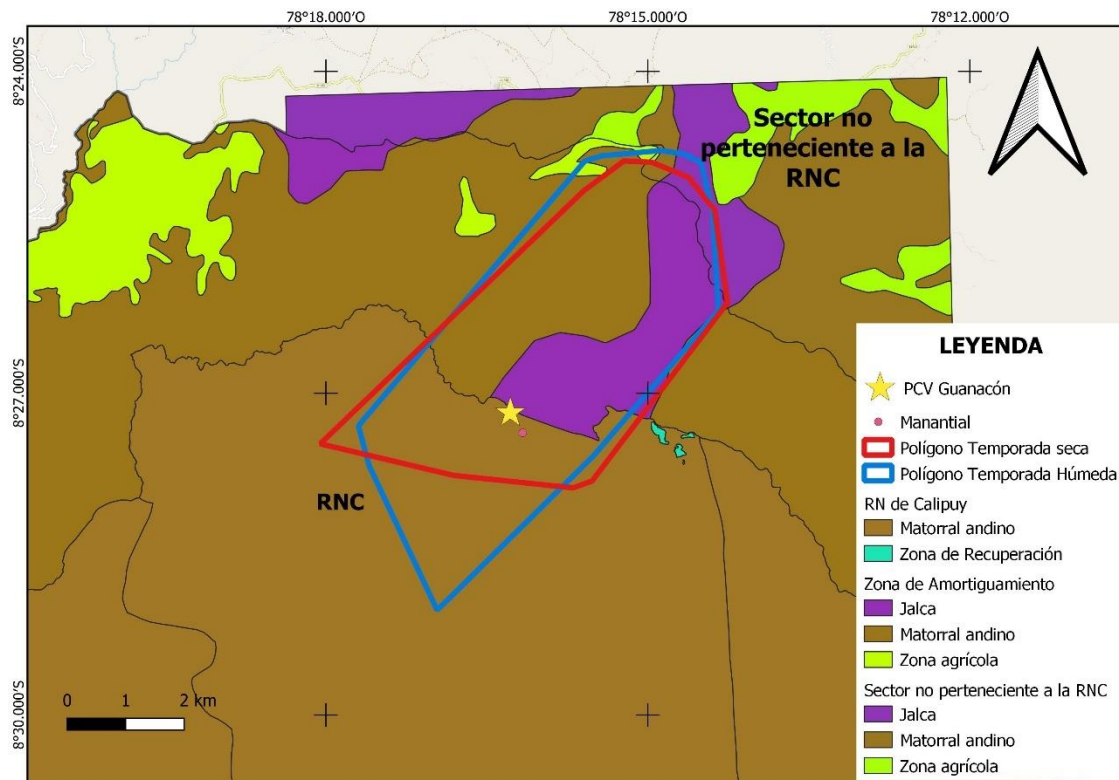 78°18.000'O
78°15.000'O
78°12.000'O
8°24.000'S
8°27.000'S
8°30.000'S
Sector no
perteneciente a la
RNC
RNC
0 1 2 km
LEYENDA
PCV Guanacón
Manantial
Polígono Temporada seca
Polígono Temporada Húmeda
RN de Calipuy
Matorral andino
Zona de Recuperación
Zona de Amortiguamiento
Jalca
Matorral andino
Zona agrícola
Sector no perteneciente a la RNC
Jalca
Matorral andino
Zona agrícola